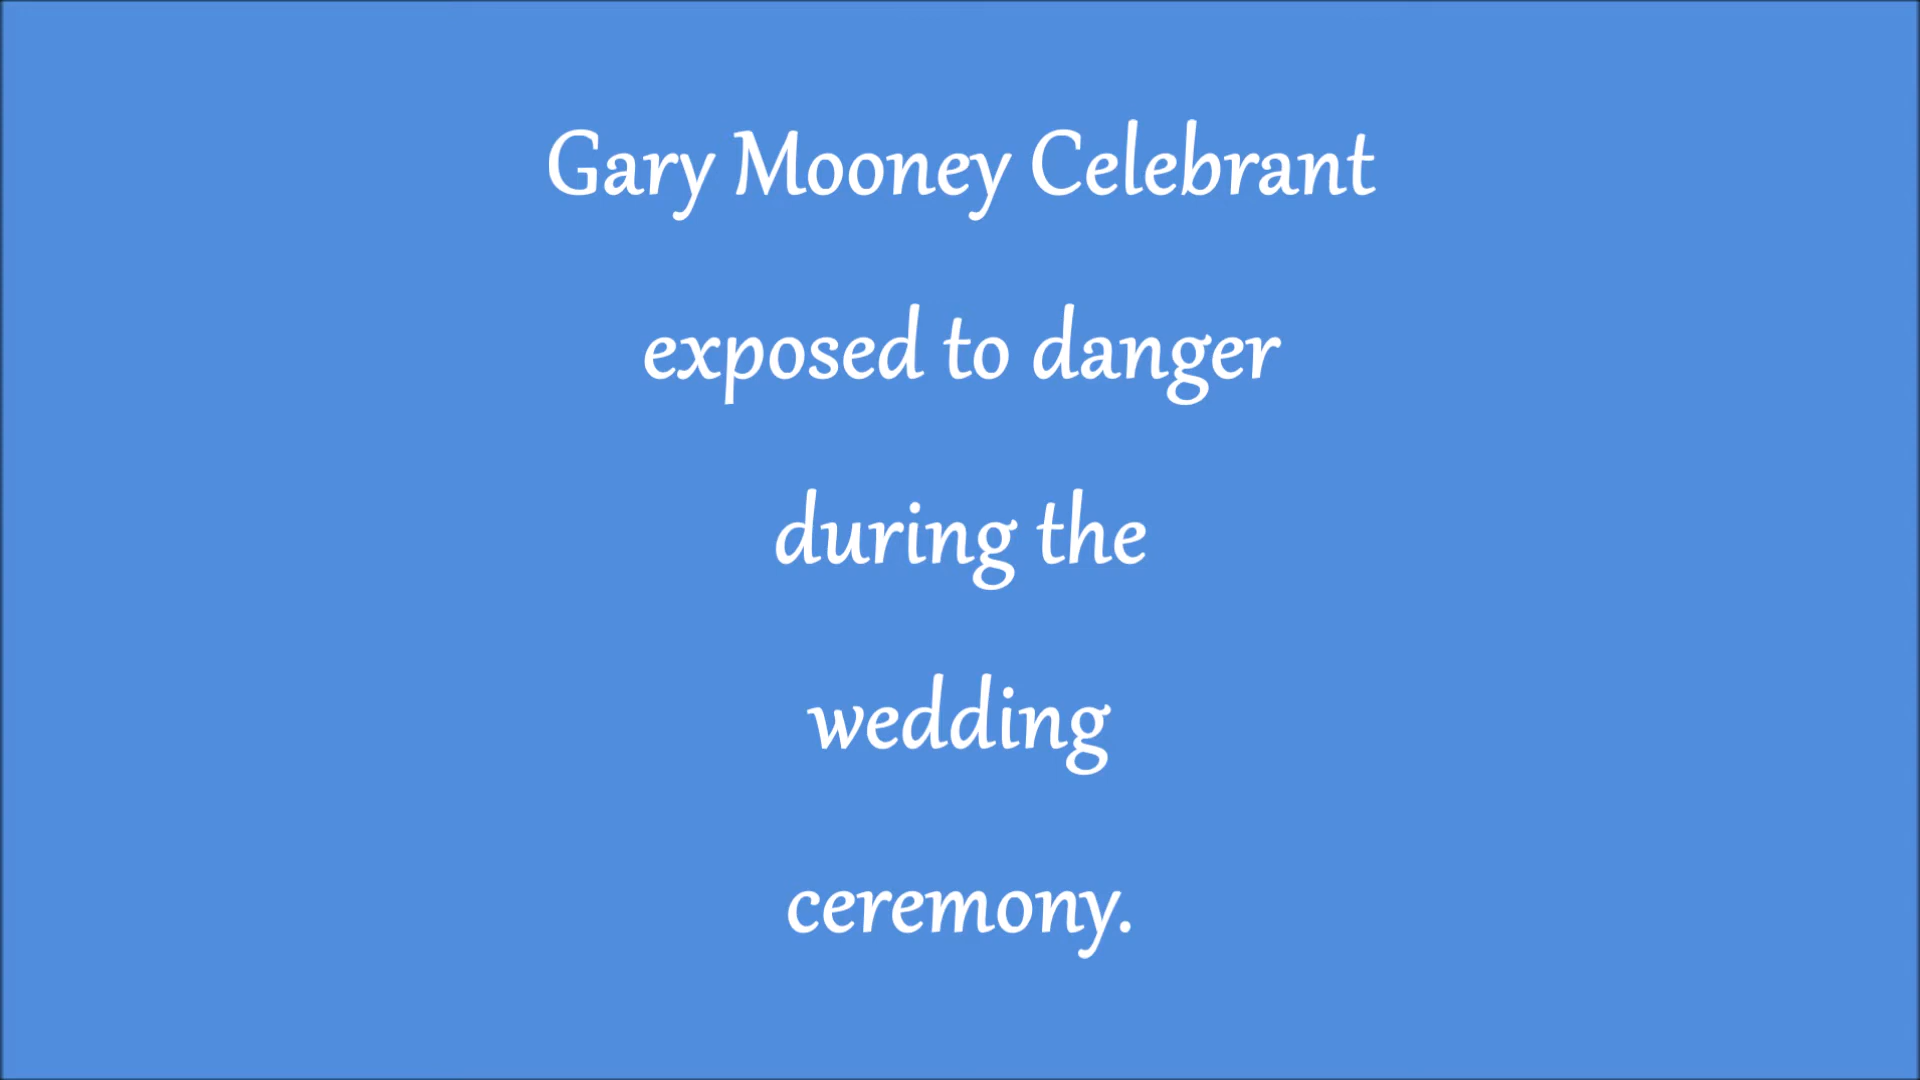 Gary Mooney Celebrant
exposed to danger
during the
wedding
ceremony.